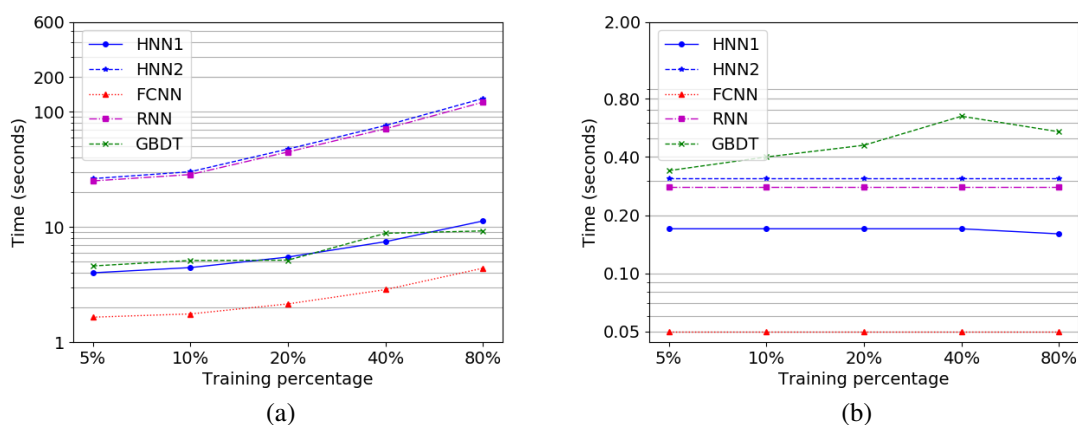 600
200
100
10
1
Time (seconds)
HNN1
HNN2
FCNN
RNN
GBDT
5%
10%
20%
40%
80%
Training percentage
(a)
2.00
0.80
0.40
0.20
0.10
0.05
Time (seconds)
HNN1
HNN2
FCNN
RNN
GBDT
5%
10%
20%
40%
80%
Training percentage
(b)